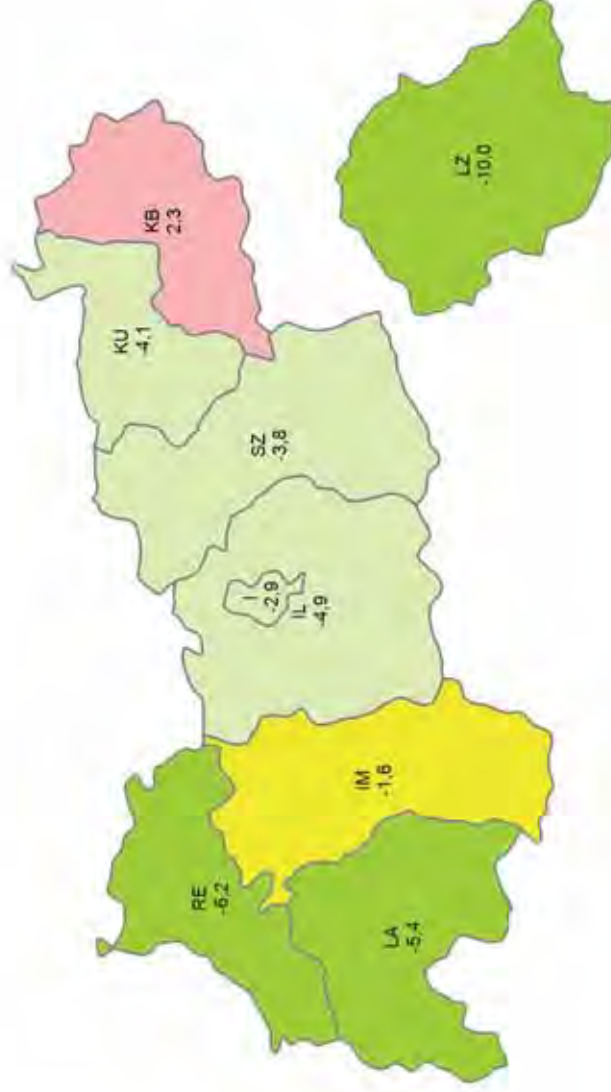 KU
-4,1
KB
2,3
RE
-6,2
I
-2,9
SZ
-3,8
IL
-4,9
IM
-1,6
LA
-5,4
LZ
-10,0